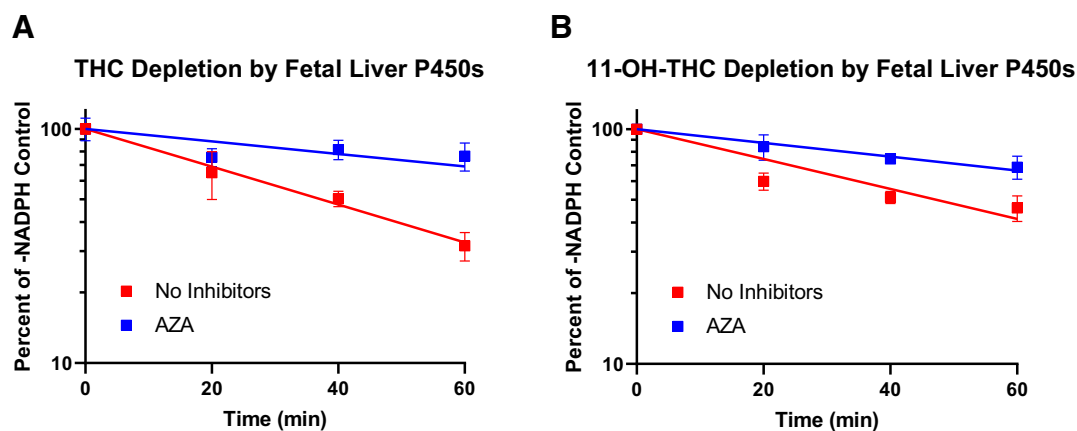 A
THC Depletion by Fetal Liver P450s
Percent of -NADPH Control
100
10
No Inhibitors
AZA
0
20
40
60
Time (min)
B
11-OH-THC Depletion by Fetal Liver P450s
Percent of -NADPH Control
100
10
No Inhibitors
AZA
0
20
40
60
Time (min)